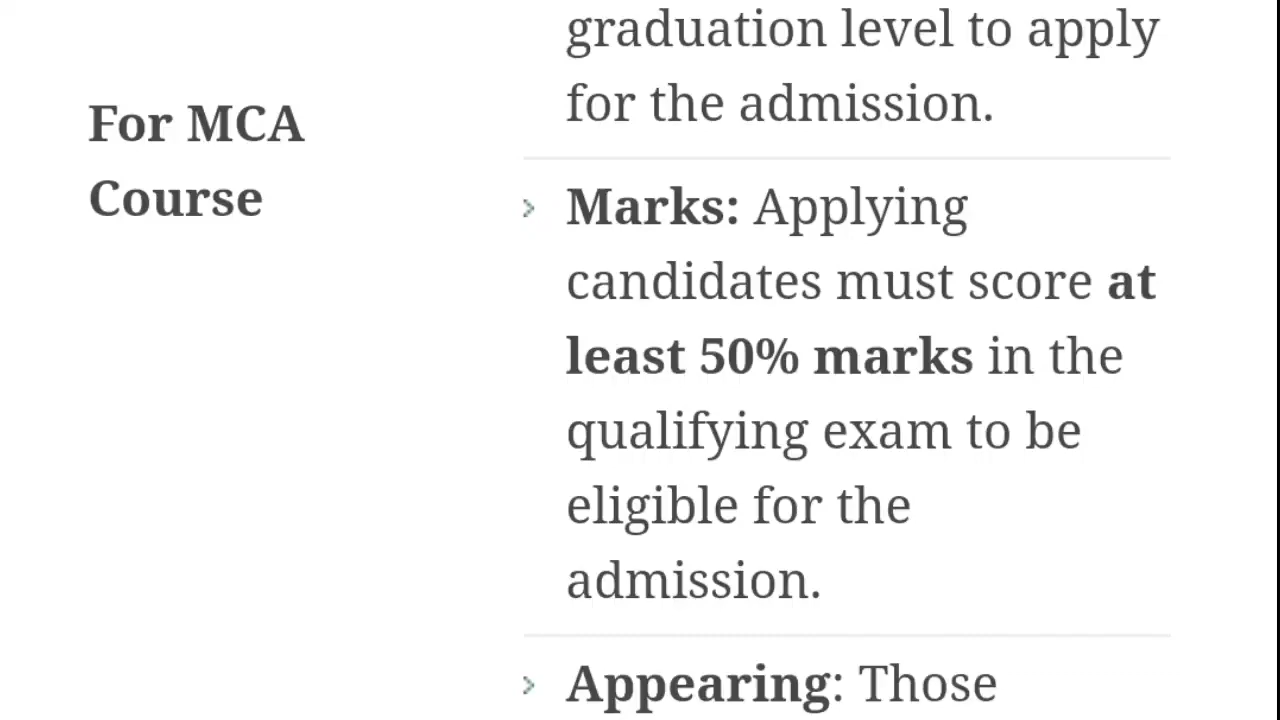 graduation level to apply
for the admission.
For MCA
Course
Marks: Applying
candidates must score at
least 50% marks in the
qualifying exam to be
eligible for the
admission.
Appearing: Those